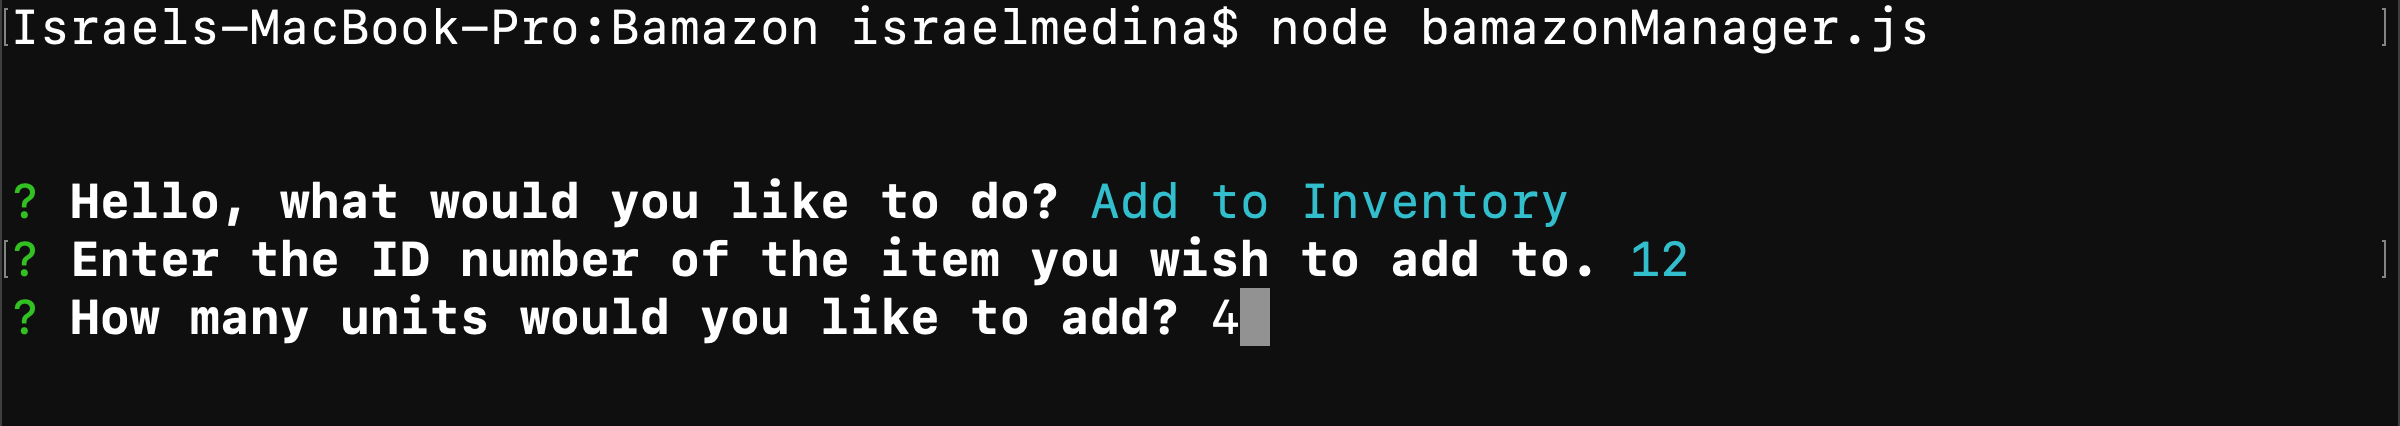 Israels-MacBook-Pro:Bamazon israelmedina$ node bamazonManager.js
? Hello, what would you like to do? Add to Inventory
? Enter the ID number of the item you wish to add to. 12
? How many units would you like to add? 4